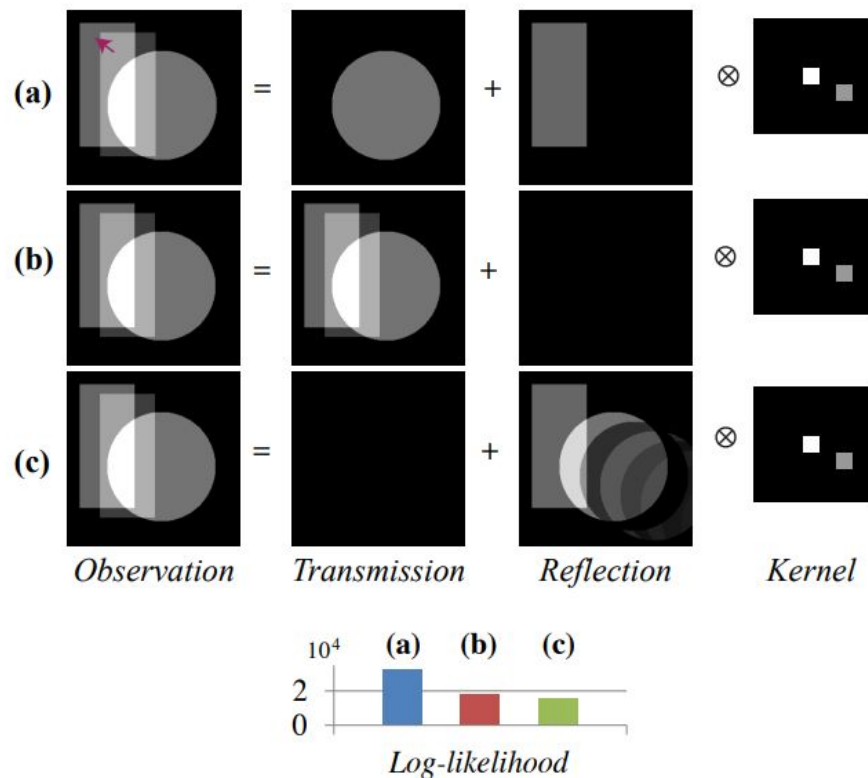 (a) = + ⊗
(b) = + ⊗
(c) = + ⊗
Observation Transmission Reflection Kernel
10⁴ (a) (b) (c)
2
0
Log-likelihood